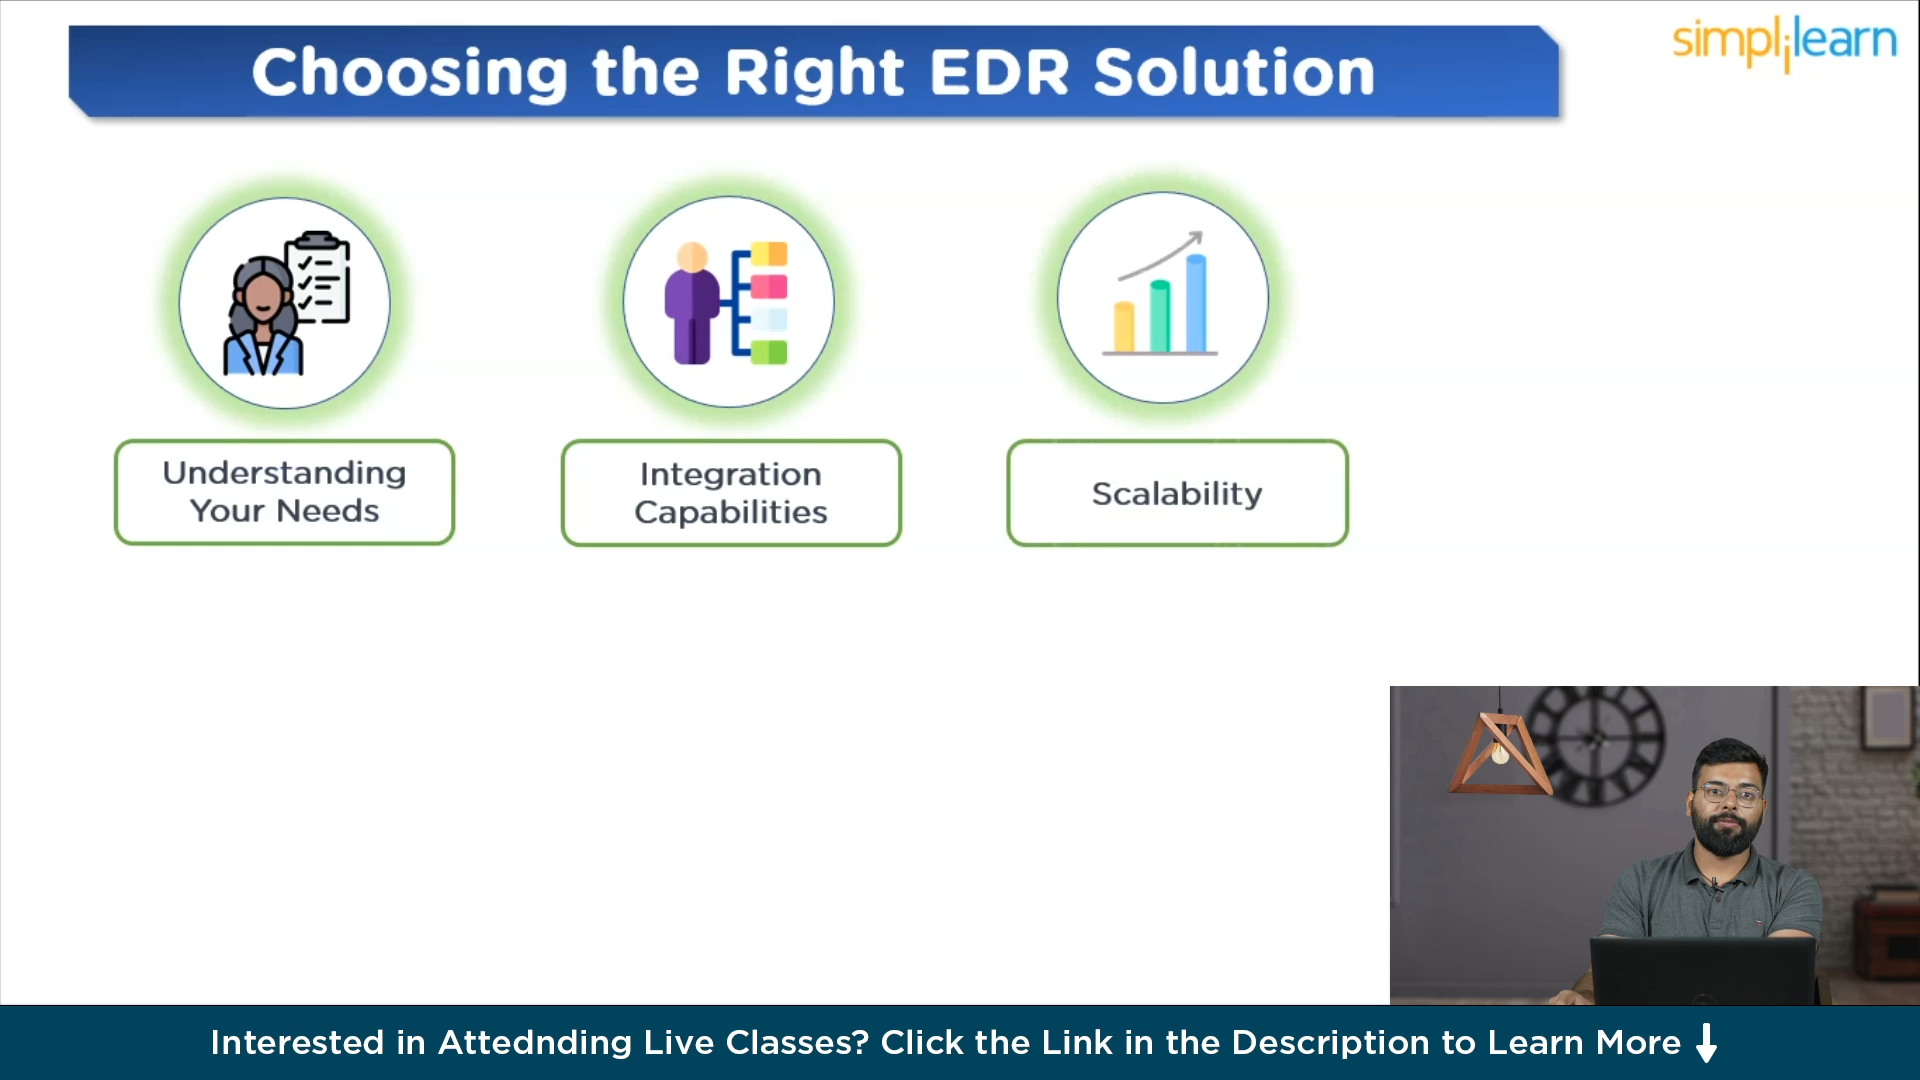 Choosing the Right EDR Solution
simplilearn
Understanding
Your Needs
Integration
Capabilities
Scalability
Interested in Attednding Live Classes? Click the Link in the Description to Learn More